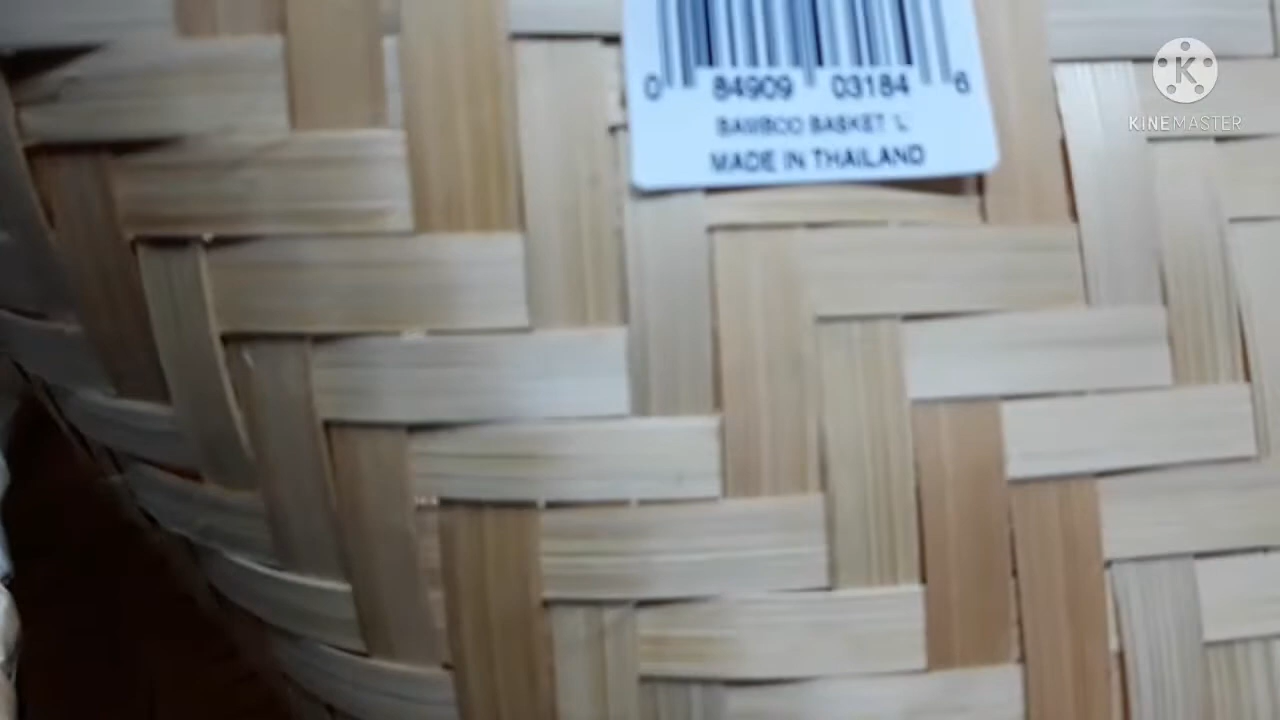 0 84909 03184 6
BAMBOO BASKET L
MADE IN THAILAND
K
KINEMASTER